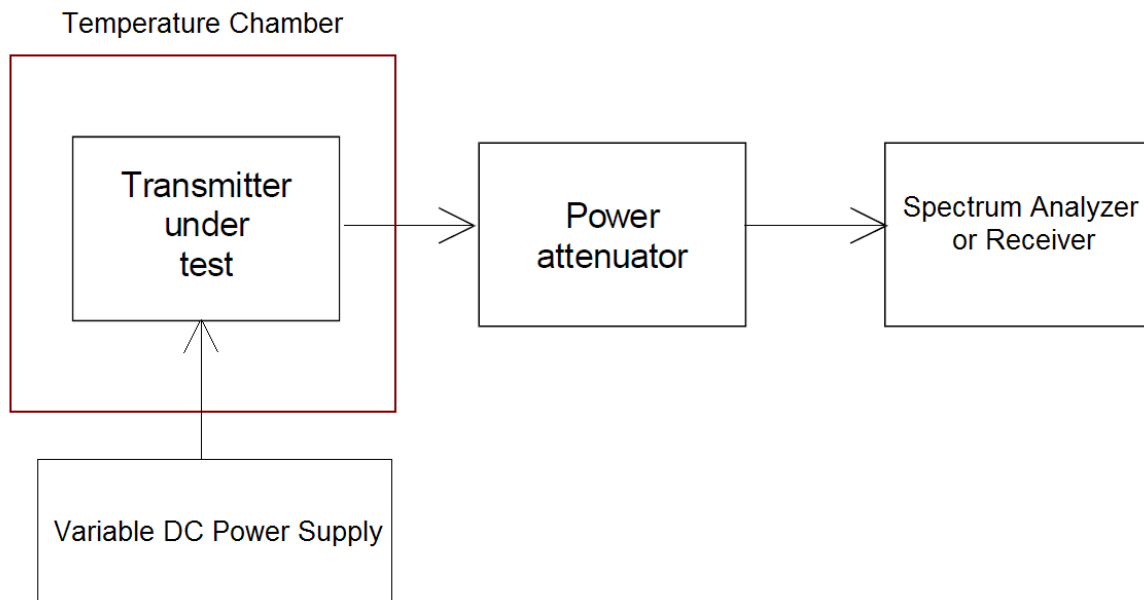 Temperature Chamber
Transmitter
under
test
Power
attenuator
Spectrum Analyzer
or Receiver
Variable DC Power Supply